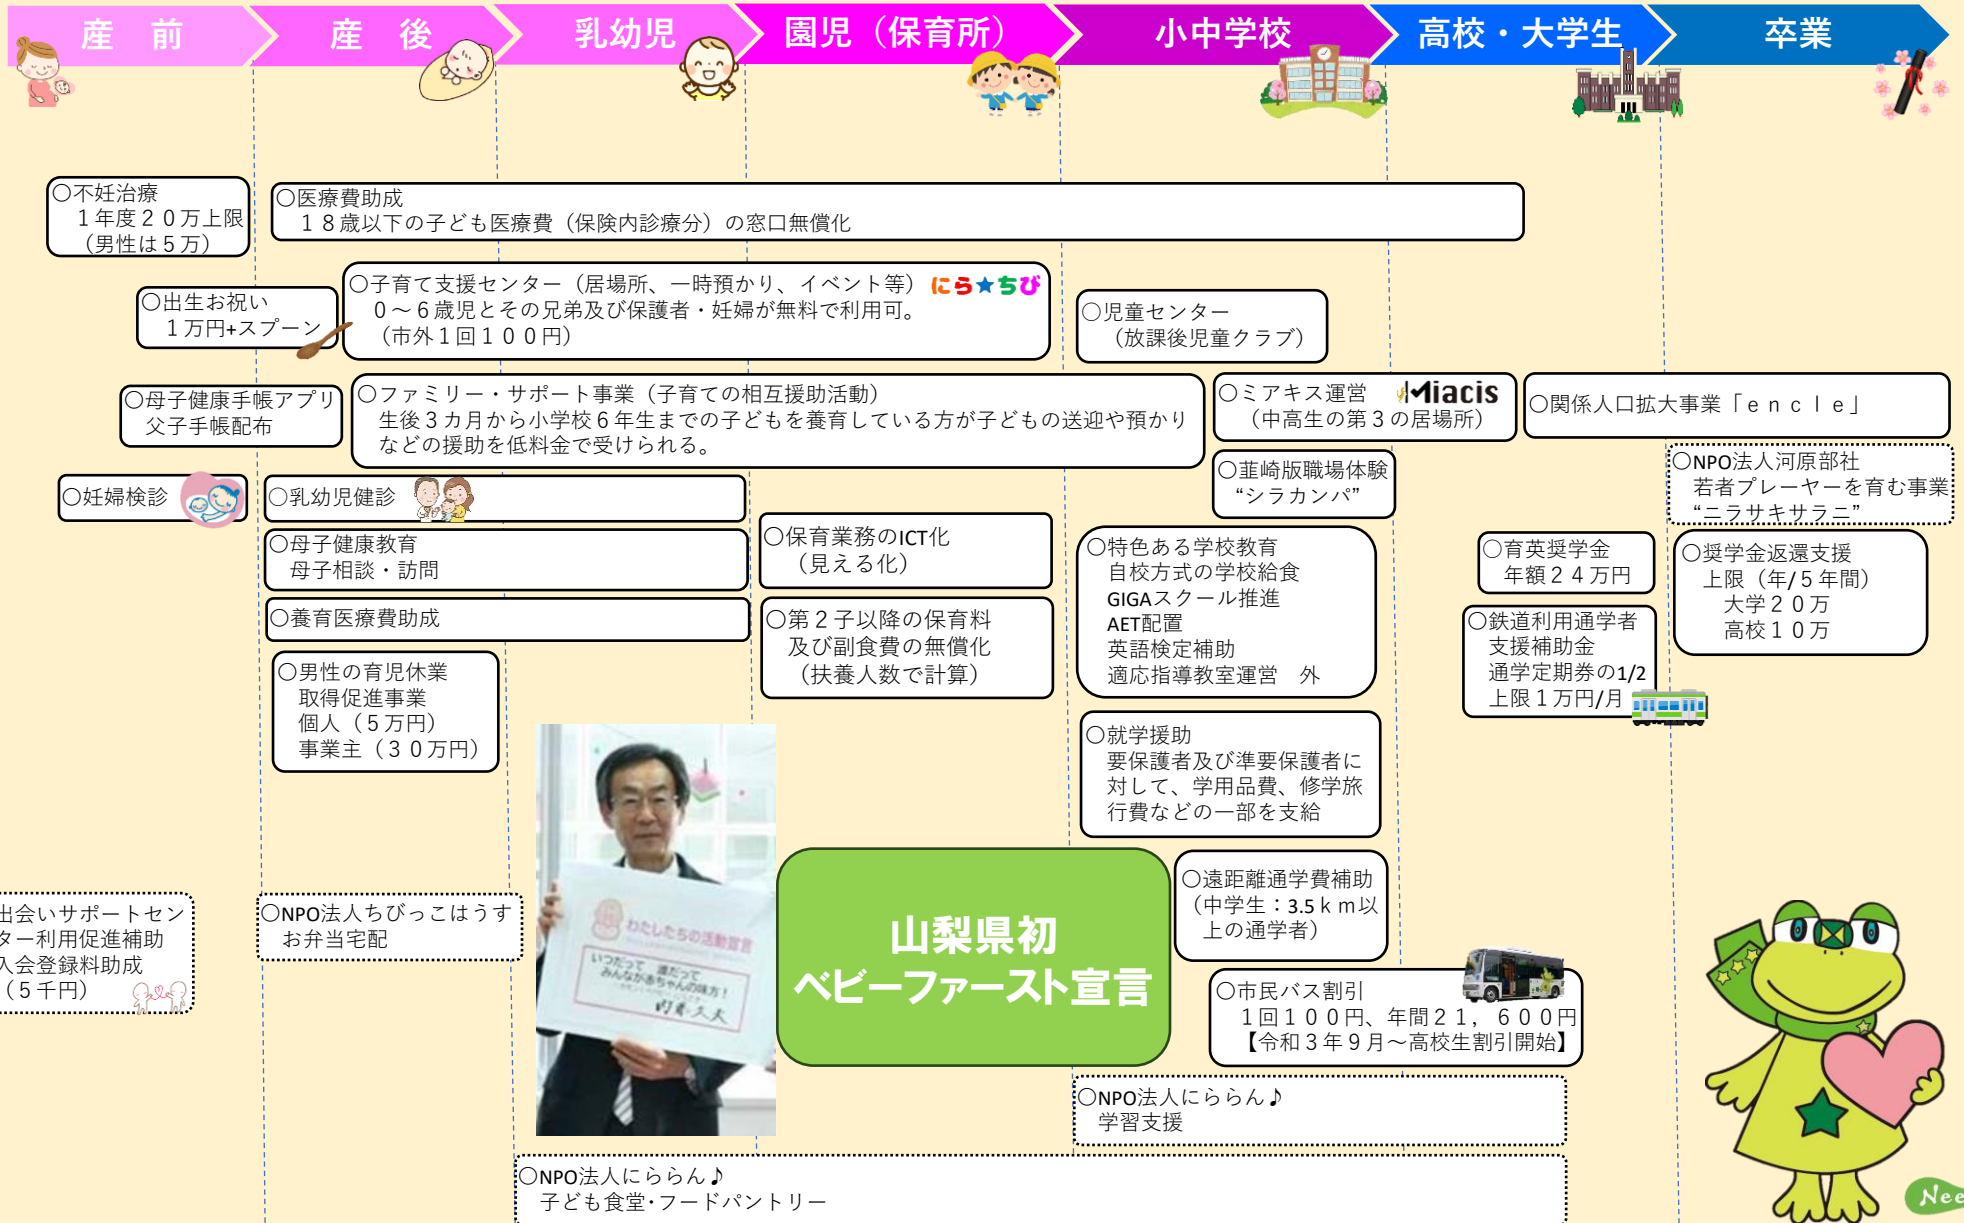 産　前
産　後
乳幼児
園児（保育所）
小中学校
高校・大学生
卒業
○不妊治療
１年度２０万上限
（男性は５万）
○医療費助成
１８歳以下の子ども医療費（保険内診療分）の窓口無償化
○出生お祝い
１万円+スプーン
○子育て支援センター（居場所、一時預かり、イベント等）
にら★ちび
０～６歳児とその兄弟及び保護者・妊婦が無料で利用可。
（市外１回１００円）
○児童センター
（放課後児童クラブ）
○母子健康手帳アプリ
父子手帳配布
○ファミリー・サポート事業（子育ての相互援助活動）
生後３カ月から小学校６年生までの子どもを養育している方が子どもの送迎や預かり
などの援助を低料金で受けられる。
○ミアキス運営
Miacis
（中高生の第３の居場所）
○関係人口拡大事業「ｅｎｃｌｅ」
○韮崎版職場体験
“シラカンパ”
○NPO法人河原部社
若者プレーヤーを育む事業
“ニラサキサラニ”
○妊婦検診
○乳幼児健診
○母子健康教育
母子相談・訪問
○養育医療費助成
○男性の育児休業
取得促進事業
個人（５万円）
事業主（３０万円）
○保育業務のICT化
（見える化）
○第２子以降の保育料
及び副食費の無償化
（扶養人数で計算）
○特色ある学校教育
自校方式の学校給食
GIGAスクール推進
AET配置
英語検定補助
適応指導教室運営　外
○育英奨学金
年額２４万円
○奨学金返還支援
上限（年/５年間）
大学２０万
高校１０万
○鉄道利用通学者
支援補助金
通学定期券の1/2
上限１万円/月
○就学援助
要保護者及び準要保護者に
対して、学用品費、修学旅
行費などの一部を支給
わたしたちの活動宣言
いつだって 誰だって
みんなが赤ちゃんの味方！
内藤久夫
山梨県初
ベビーファースト宣言
○遠距離通学費補助
（中学生：3.5ｋｍ以
上の通学者）
出会いサポートセン
ター利用促進補助
入会登録料助成
（５千円）
○NPO法人ちびっこはうす
お弁当宅配
○市民バス割引
１回１００円、年間２１，６００円
【令和３年９月～高校生割引開始】
○NPO法人にららん♪
学習支援
○NPO法人にららん♪
子ども食堂･フードパントリー
Nee